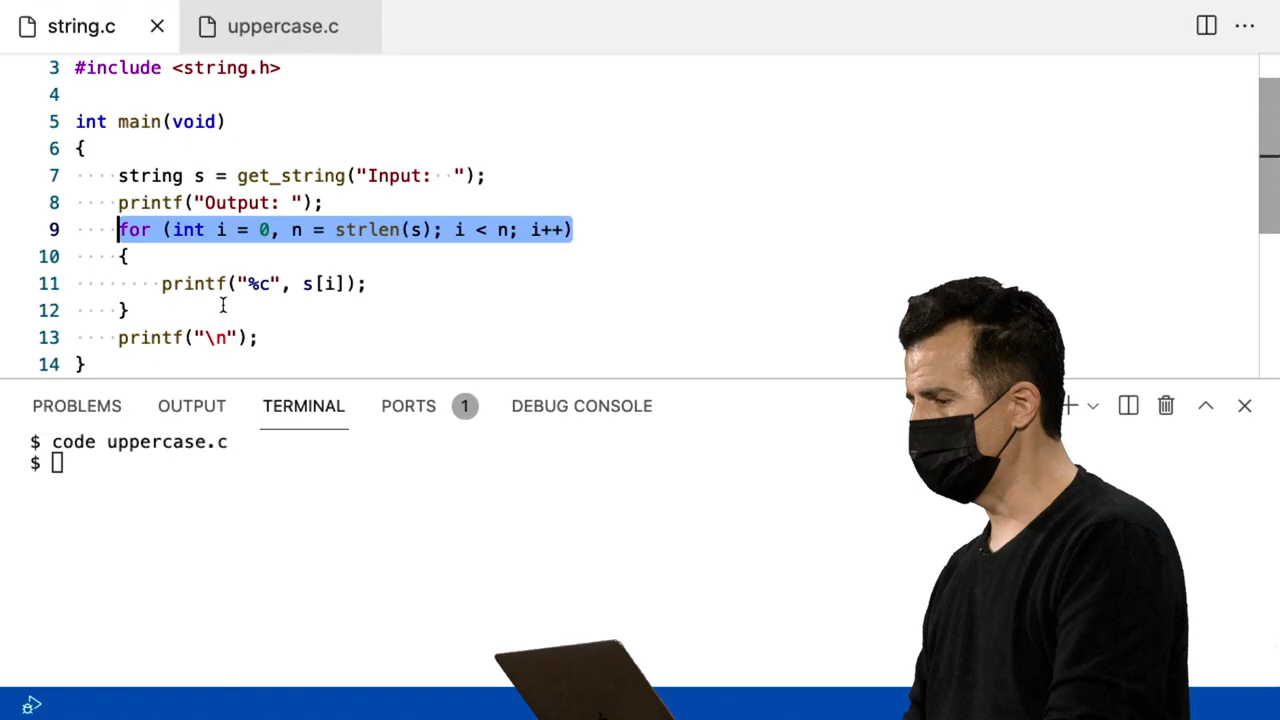 string.c uppercase.c
3 #include <string.h>
4
5 int main(void)
6 {
7 ····string s = get_string("Input:··");
8 ····printf("Output: ");
9 ····for (int i = 0, n = strlen(s); i < n; i++)
10 ····{
11 ········printf("%c", s[i]);
12 ····}
13 ····printf("\n");
14 }
PROBLEMS OUTPUT TERMINAL PORTS 1 DEBUG CONSOLE
$ code uppercase.c
$